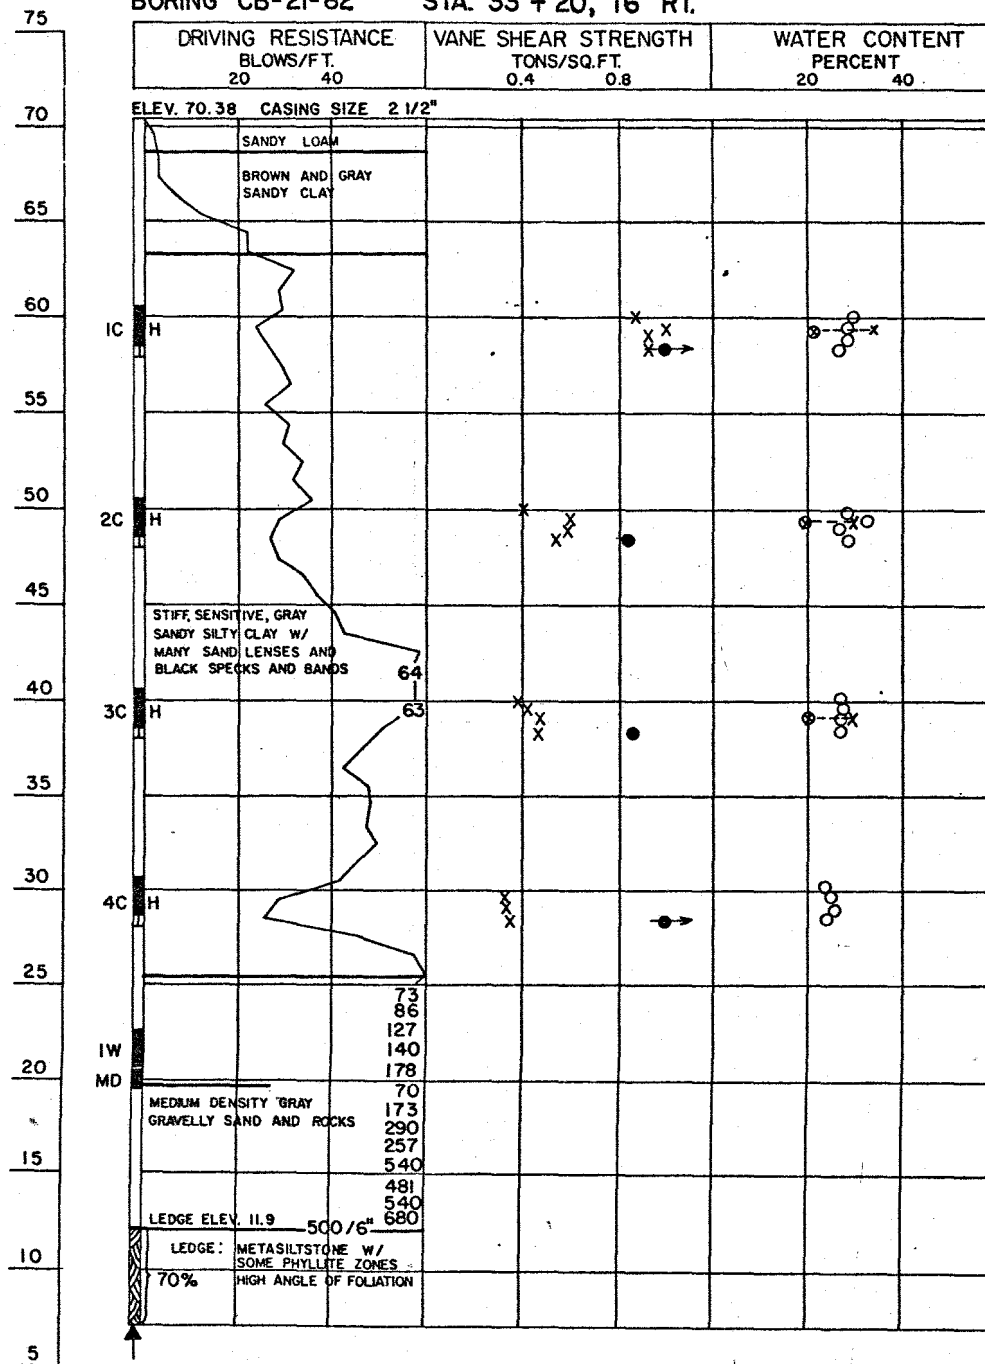 BORING CB-21-62 STA. 33 + 20, 16' RT.
75
DRIVING RESISTANCE VANE SHEAR STRENGTH WATER CONTENT
BLOWS/FT. TONS/SQ.FT. PERCENT
20 40 0.4 0.8 20 40
ELEV. 70.38 CASING SIZE 2 1/2"
70
SANDY LOAM
BROWN AND GRAY
SANDY CLAY
65
60
1C H
55
50
2C H
45
STIFF, SENSITIVE, GRAY
SANDY SILTY CLAY W/
MANY SAND LENSES AND
BLACK SPECKS AND BANDS
64
40
3C H 63
35
30
4C H
25
73
86
127
1W 140
178
20
MD 70
MEDIUM DENSITY GRAY
173
GRAVELLY SAND AND ROCKS
290
257
15 540
481
540
LEDGE ELEV. 11.9 500/6" 680
LEDGE: METASILTSTONE W/
SOME PHYLLITE ZONES
10
70% HIGH ANGLE OF FOLIATION
5